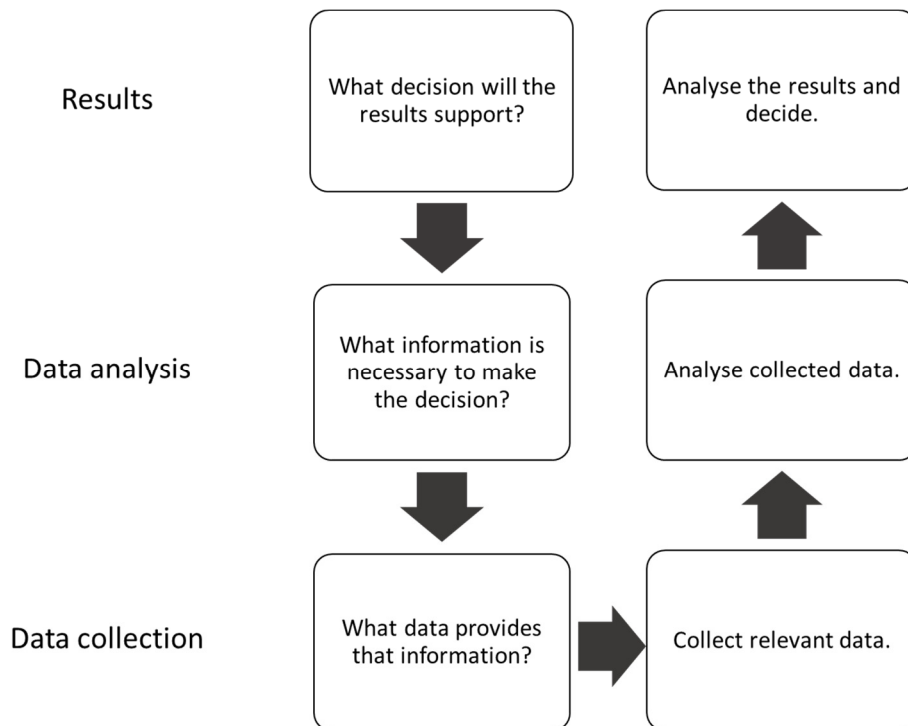 Results
What decision will the
results support?
Analyse the results and
decide.
Data analysis
What information is
necessary to make
the decision?
Analyse collected data.
Data collection
What data provides
that information?
Collect relevant data.